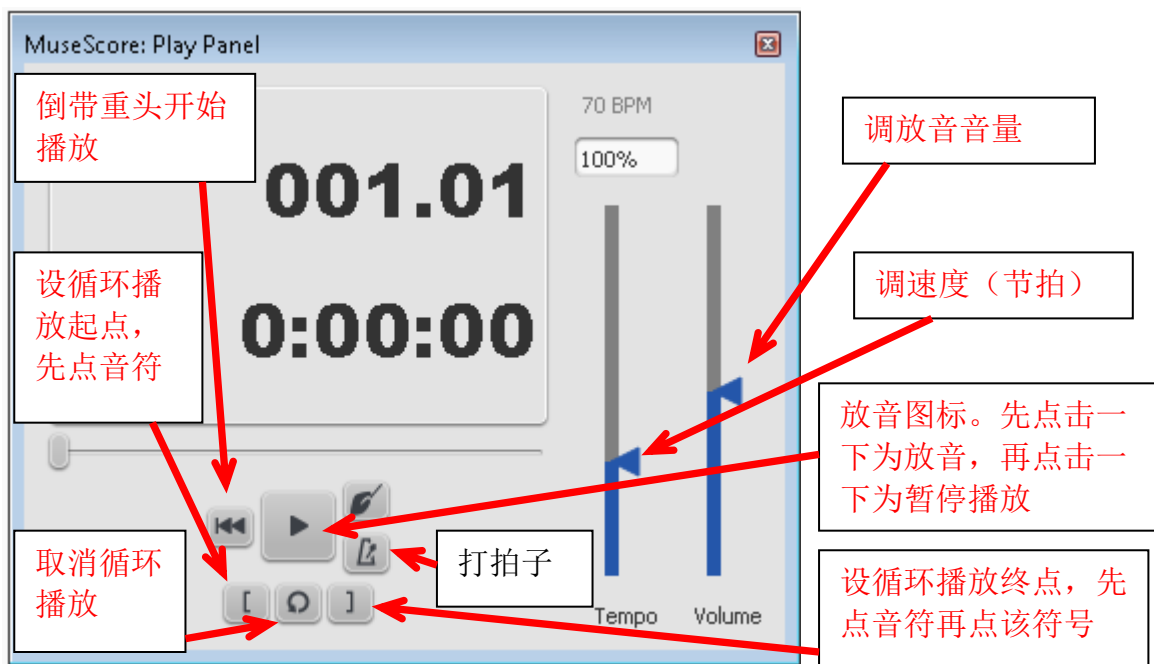 MuseScore: Play Panel
倒带重头开始
播放
70 BPM
100%
调放音音量
001.01
设循环播
放起点，
先点音符
调速度（节拍）
0:00:00
放音图标。先点击一
下为放音，再点击一
下为暂停播放
取消循环
播放
打拍子
[
]
设循环播放终点，先
点音符再点该符号
Tempo
Volume